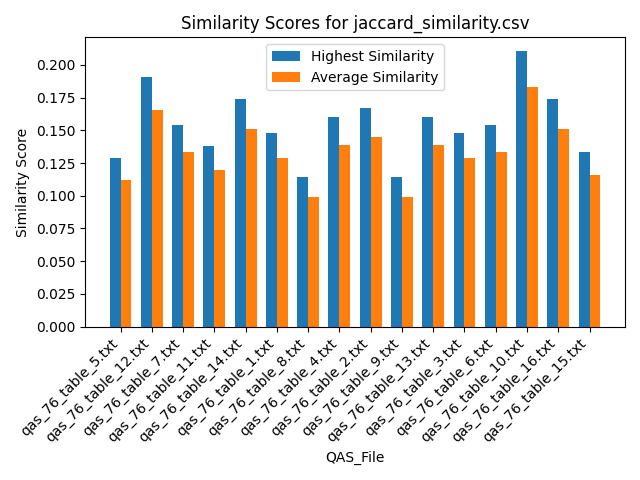 Similarity Scores for jaccard_similarity.csv
Highest Similarity
Average Similarity
Similarity Score
0.200
0.175
0.150
0.125
0.100
0.075
0.050
0.025
0.000
qas_76_table_5.txt
qas_76_table_12.txt
qas_76_table_7.txt
qas_76_table_11.txt
qas_76_table_14.txt
qas_76_table_1.txt
qas_76_table_8.txt
qas_76_table_4.txt
qas_76_table_2.txt
qas_76_table_9.txt
qas_76_table_13.txt
qas_76_table_3.txt
qas_76_table_6.txt
qas_76_table_10.txt
qas_76_table_16.txt
qas_76_table_15.txt
QAS_File